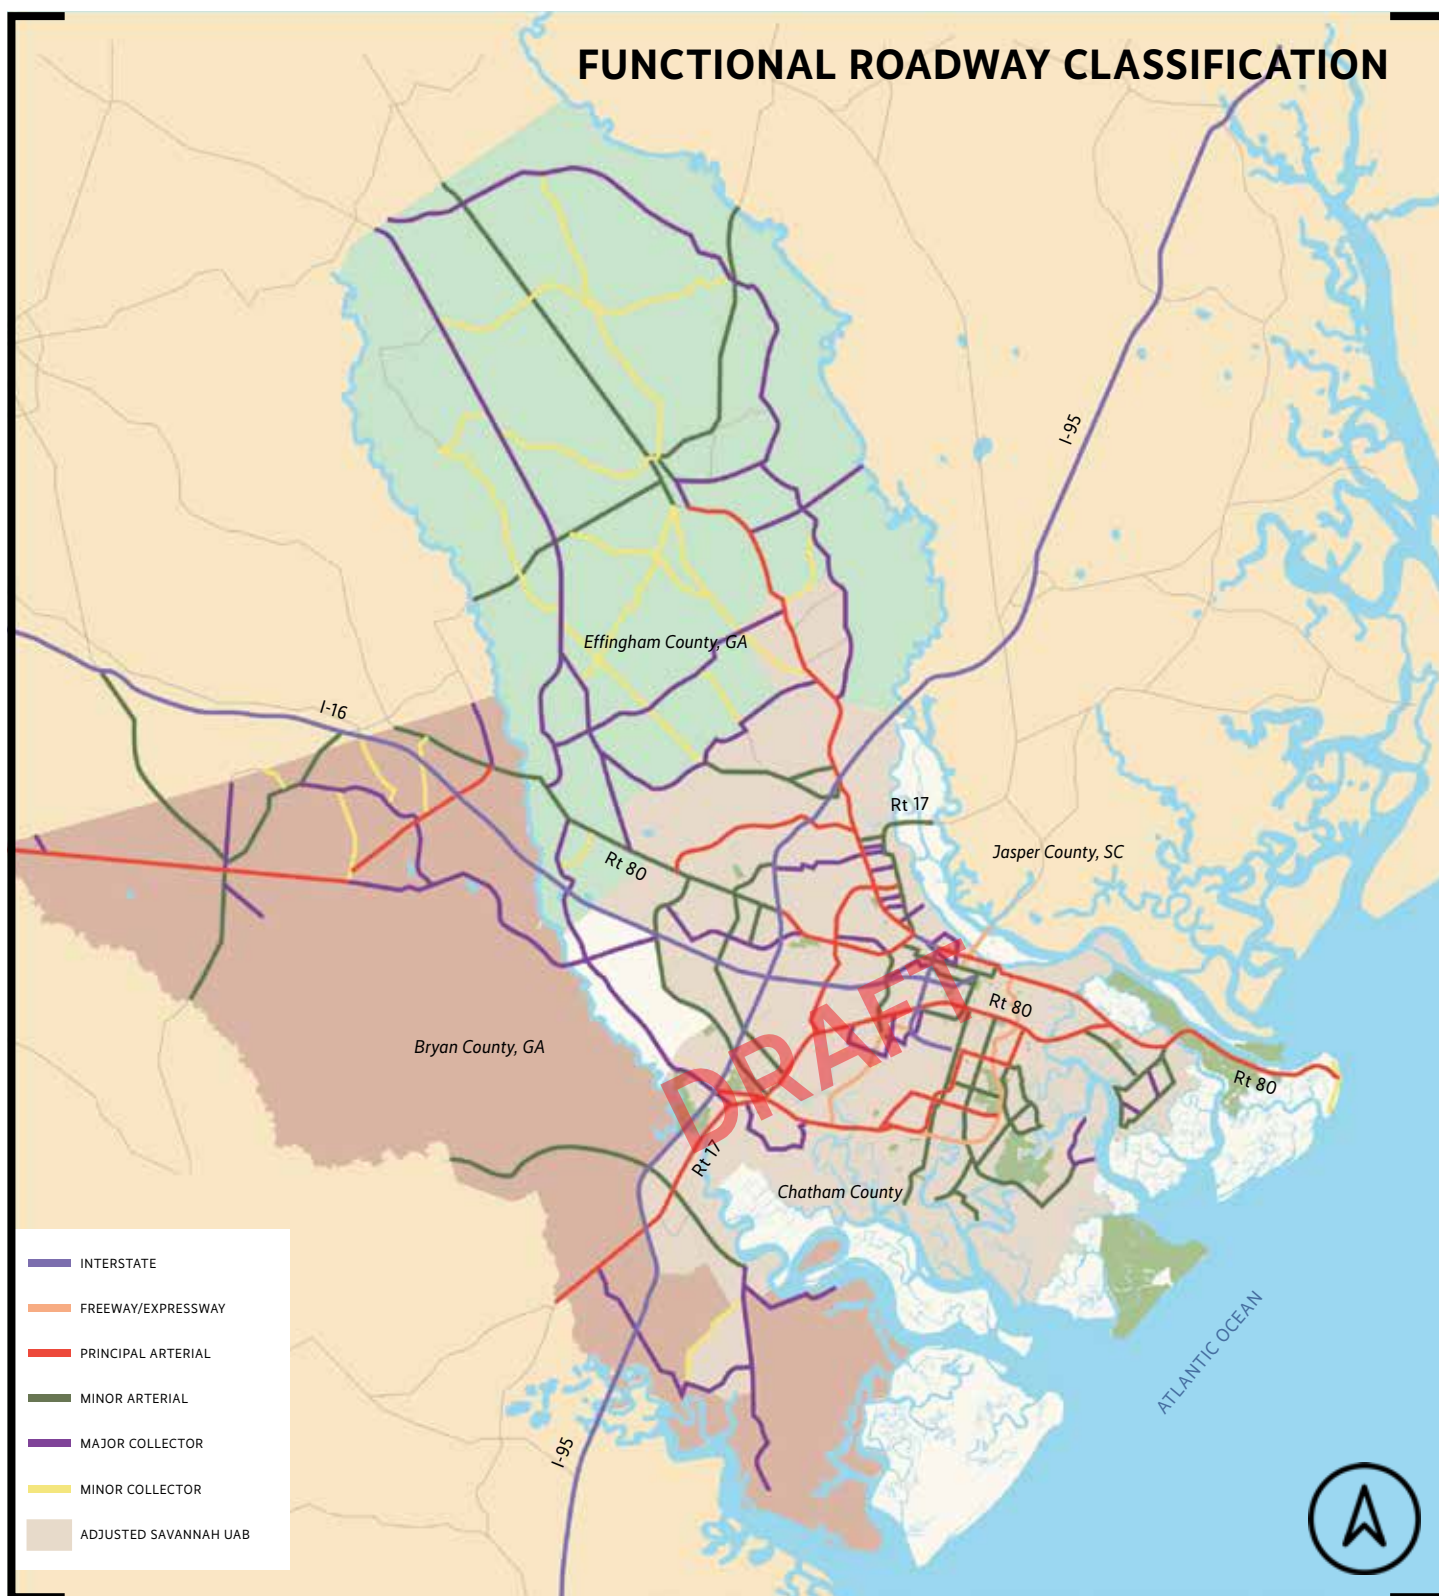 FUNCTIONAL ROADWAY CLASSIFICATION
I-95
Effingham County, GA
I-16
Rt 17
Jasper County, SC
Rt 80
DRAFT
Rt 80
Bryan County, GA
Rt 80
Rt 17
Chatham County
ATLANTIC OCEAN
I-95
INTERSTATE
FREEWAY/EXPRESSWAY
PRINCIPAL ARTERIAL
MINOR ARTERIAL
MAJOR COLLECTOR
MINOR COLLECTOR
ADJUSTED SAVANNAH UAB